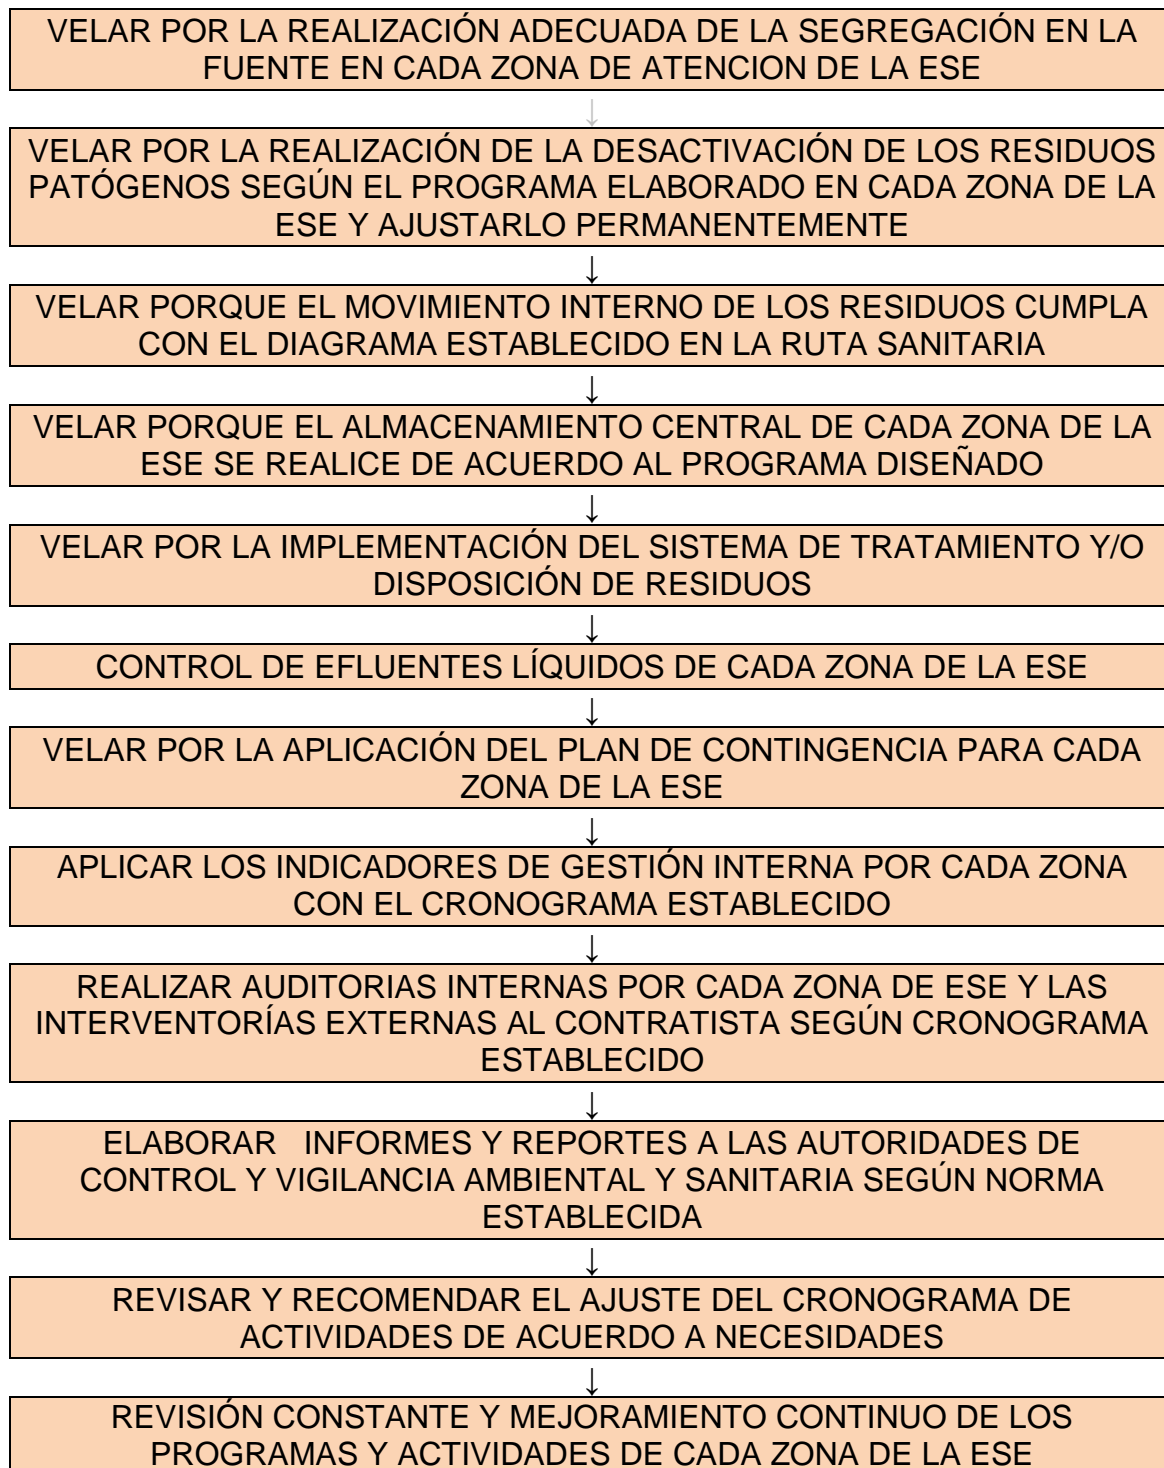 VELAR POR LA REALIZACIÓN ADECUADA DE LA SEGREGACIÓN EN LA
FUENTE EN CADA ZONA DE ATENCION DE LA ESE
↓
VELAR POR LA REALIZACIÓN DE LA DESACTIVACIÓN DE LOS RESIDUOS
PATÓGENOS SEGÚN EL PROGRAMA ELABORADO EN CADA ZONA DE LA
ESE Y AJUSTARLO PERMANENTEMENTE
↓
VELAR PORQUE EL MOVIMIENTO INTERNO DE LOS RESIDUOS CUMPLA
CON EL DIAGRAMA ESTABLECIDO EN LA RUTA SANITARIA
↓
VELAR PORQUE EL ALMACENAMIENTO CENTRAL DE CADA ZONA DE LA
ESE SE REALICE DE ACUERDO AL PROGRAMA DISEÑADO
↓
VELAR POR LA IMPLEMENTACIÓN DEL SISTEMA DE TRATAMIENTO Y/O
DISPOSICIÓN DE RESIDUOS
↓
CONTROL DE EFLUENTES LÍQUIDOS DE CADA ZONA DE LA ESE
↓
VELAR POR LA APLICACIÓN DEL PLAN DE CONTINGENCIA PARA CADA
ZONA DE LA ESE
↓
APLICAR LOS INDICADORES DE GESTIÓN INTERNA POR CADA ZONA
CON EL CRONOGRAMA ESTABLECIDO
↓
REALIZAR AUDITORIAS INTERNAS POR CADA ZONA DE ESE Y LAS
INTERVENTORÍAS EXTERNAS AL CONTRATISTA SEGÚN CRONOGRAMA
ESTABLECIDO
↓
ELABORAR   INFORMES Y REPORTES A LAS AUTORIDADES DE
CONTROL Y VIGILANCIA AMBIENTAL Y SANITARIA SEGÚN NORMA
ESTABLECIDA
↓
REVISAR Y RECOMENDAR EL AJUSTE DEL CRONOGRAMA DE
ACTIVIDADES DE ACUERDO A NECESIDADES
↓
REVISIÓN CONSTANTE Y MEJORAMIENTO CONTINUO DE LOS
PROGRAMAS Y ACTIVIDADES DE CADA ZONA DE LA ESE